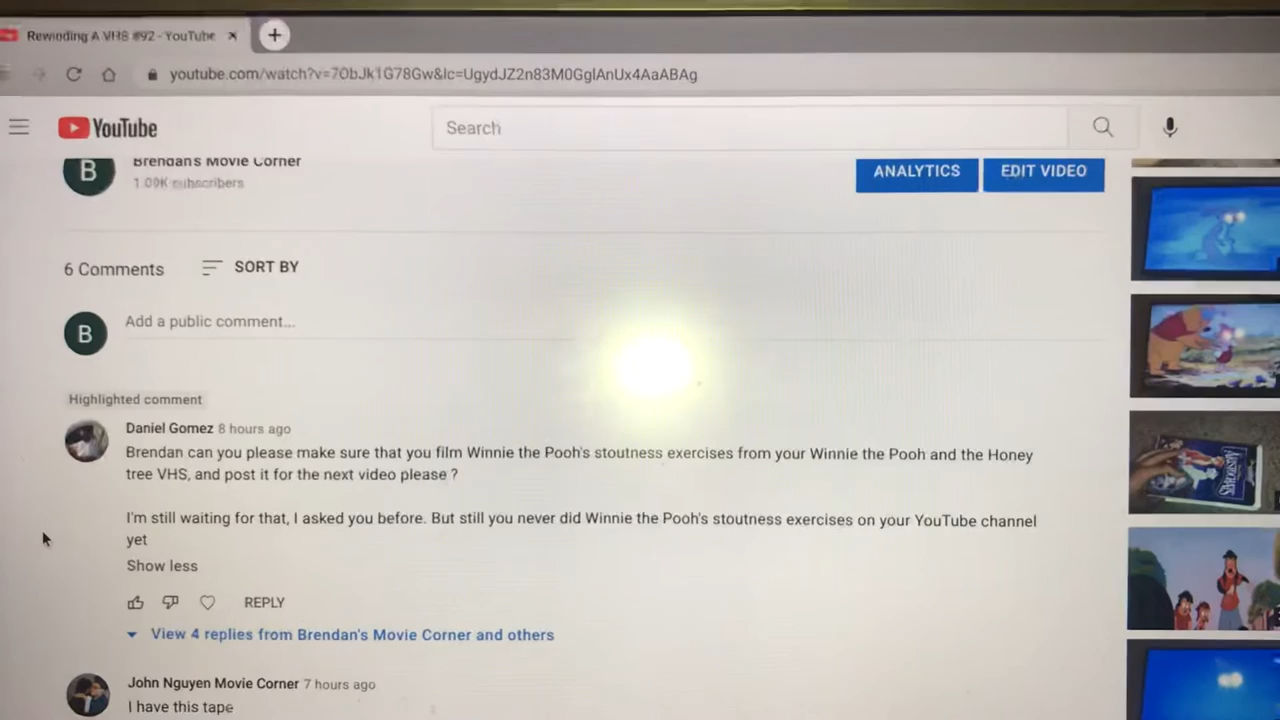 Rewinding A VHS #92 - YouTube
youtube.com/watch?v=7ObJk1G78Gw&lc=UgydJZ2n83M0GglAnUx4AaABAg
YouTube
Search
B
Brendan's Movie Corner
1.09K subscribers
ANALYTICS
EDIT VIDEO
6 Comments
SORT BY
B
Add a public comment...
Highlighted comment
Daniel Gomez 8 hours ago
Brendan can you please make sure that you film Winnie the Pooh's stoutness exercises from your Winnie the Pooh and the Honey
tree VHS, and post it for the next video please ?
I'm still waiting for that, I asked you before. But still you never did Winnie the Pooh's stoutness exercises on your YouTube channel
yet
Show less
REPLY
View 4 replies from Brendan's Movie Corner and others
John Nguyen Movie Corner 7 hours ago
I have this tape